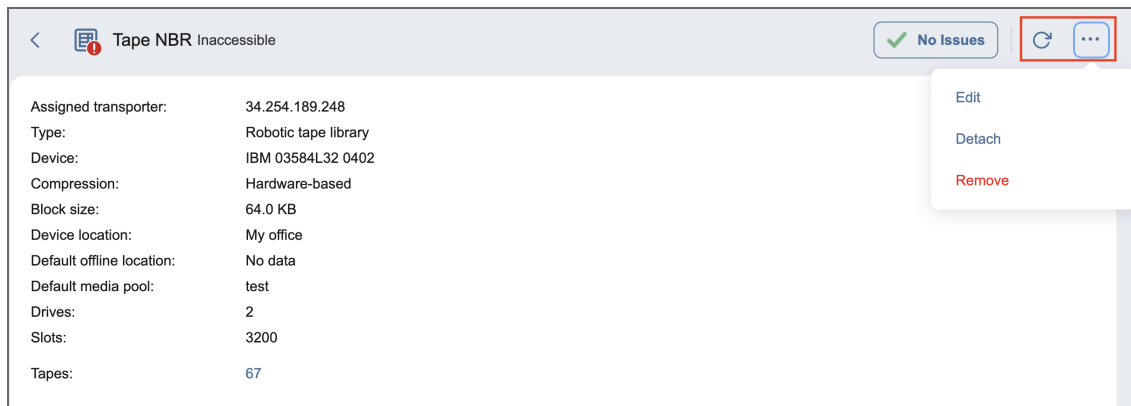 Tape NBR Inaccessible
No Issues
Edit
Detach
Remove
Assigned transporter: 34.254.189.248
Type: Robotic tape library
Device: IBM 03584L32 0402
Compression: Hardware-based
Block size: 64.0 KB
Device location: My office
Default offline location: No data
Default media pool: test
Drives: 2
Slots: 3200
Tapes: 67